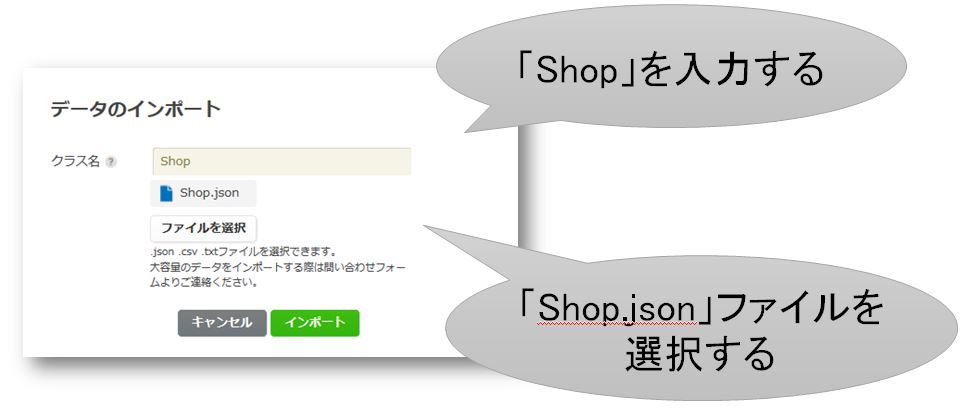 「Shop」を入力する
データのインポート
クラス名 ?
Shop
Shop.json
ファイルを選択
.json .csv .txtファイルを選択できます。
大容量のデータをインポートする際は問い合わせフォー
ムよりご連絡ください。
キャンセル インポート
「Shop.json」ファイルを
選択する